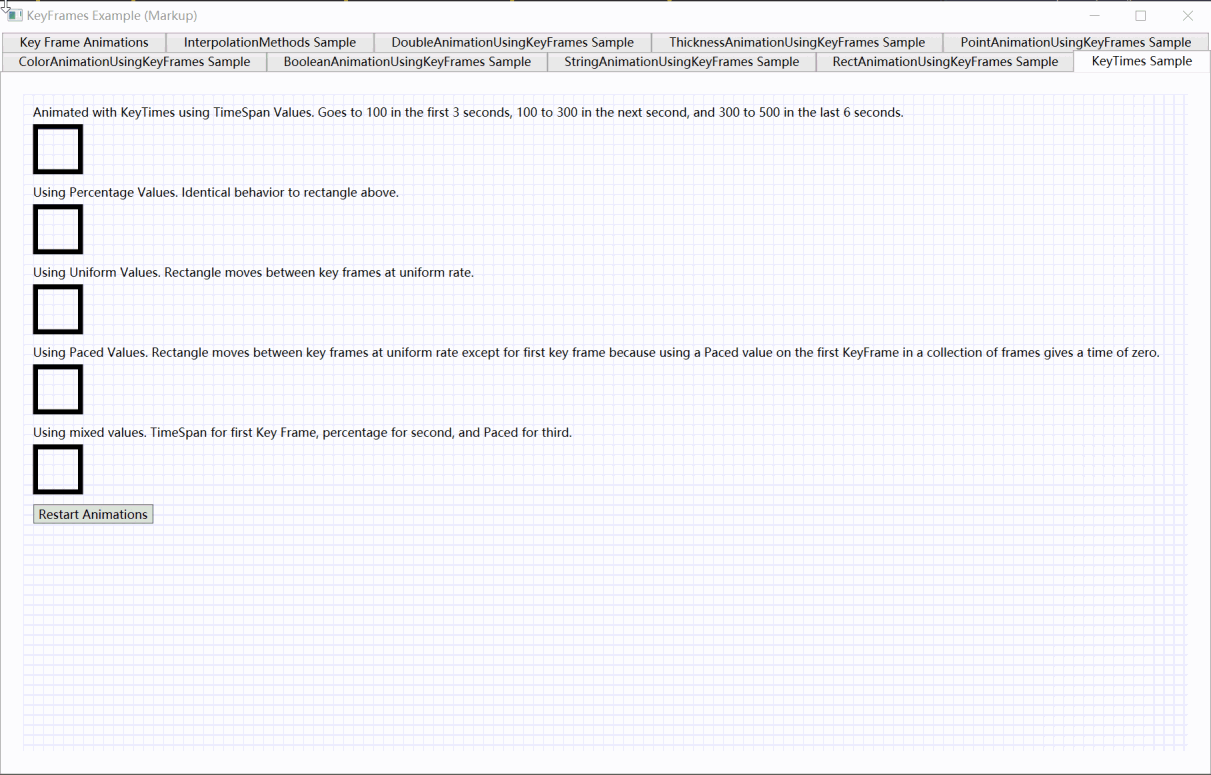 KeyFrames Example (Markup)
Key Frame Animations InterpolationMethods Sample DoubleAnimationUsingKeyFrames Sample ThicknessAnimationUsingKeyFrames Sample PointAnimationUsingKeyFrames Sample
ColorAnimationUsingKeyFrames Sample BooleanAnimationUsingKeyFrames Sample StringAnimationUsingKeyFrames Sample RectAnimationUsingKeyFrames Sample KeyTimes Sample
Animated with KeyTimes using TimeSpan Values. Goes to 100 in the first 3 seconds, 100 to 300 in the next second, and 300 to 500 in the last 6 seconds.
Using Percentage Values. Identical behavior to rectangle above.
Using Uniform Values. Rectangle moves between key frames at uniform rate.
Using Paced Values. Rectangle moves between key frames at uniform rate except for first key frame because using a Paced value on the first KeyFrame in a collection of frames gives a time of zero.
Using mixed values. TimeSpan for first Key Frame, percentage for second, and Paced for third.
Restart Animations